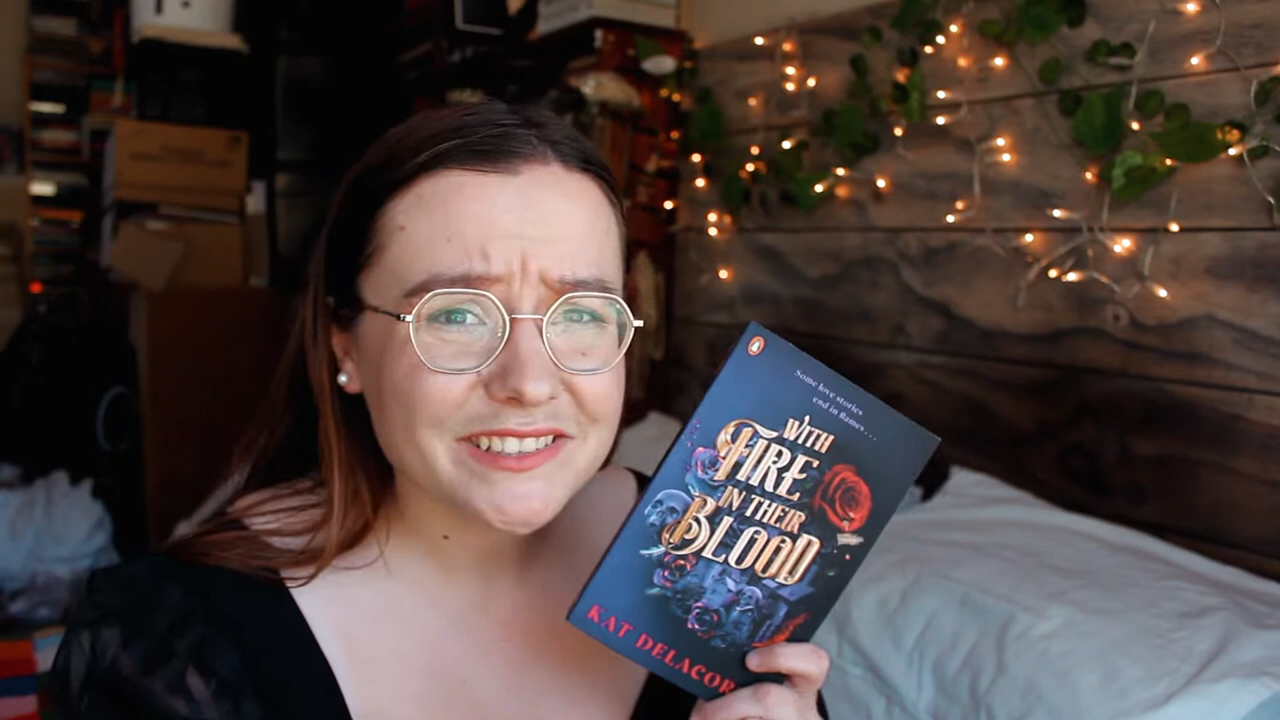 Some love stories
end in flames...
WITH
FIRE
IN THEIR
BLOOD
KAT DELACOR